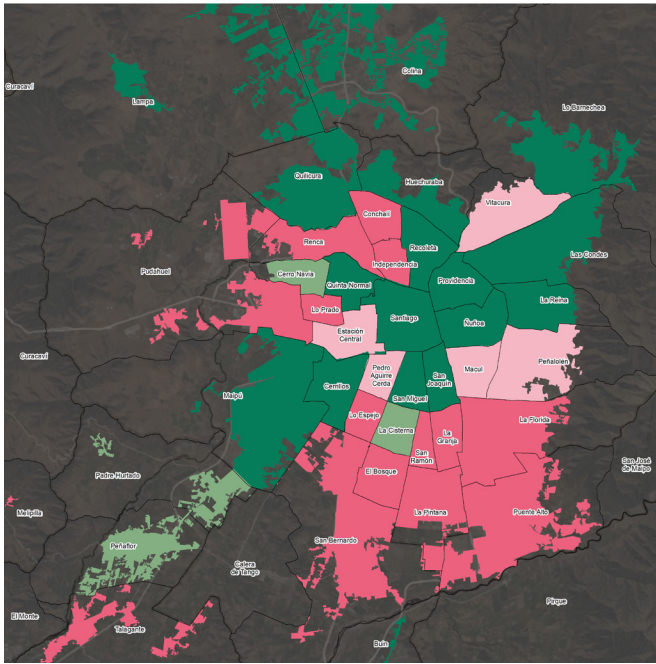 Colina
Curacaví
Lampa
Lo Barnechea
Quilicura
Huechuraba
Vitacura
Conchalí
Renca
Recoleta
Las Condes
Independencia
Pudahuel
Cerro Navia
Providencia
Quinta Normal
La Reina
Lo Prado
Santiago
Ñuñoa
Estación
Central
Curacaví
Pedro
Aguirre
Cerda
San
Joaquín
Macul
Peñalolén
Cerrillos
Maipú
San Miguel
Lo Espejo
La Florida
La Cisterna
La
Granja
San
Ramón
El Bosque
San José
de Maipo
Padre Hurtado
Melipilla
La Pintana
Puente Alto
San Bernardo
Peñaflor
Calera
de Tango
Pirque
El Monte
Talagante
Buin